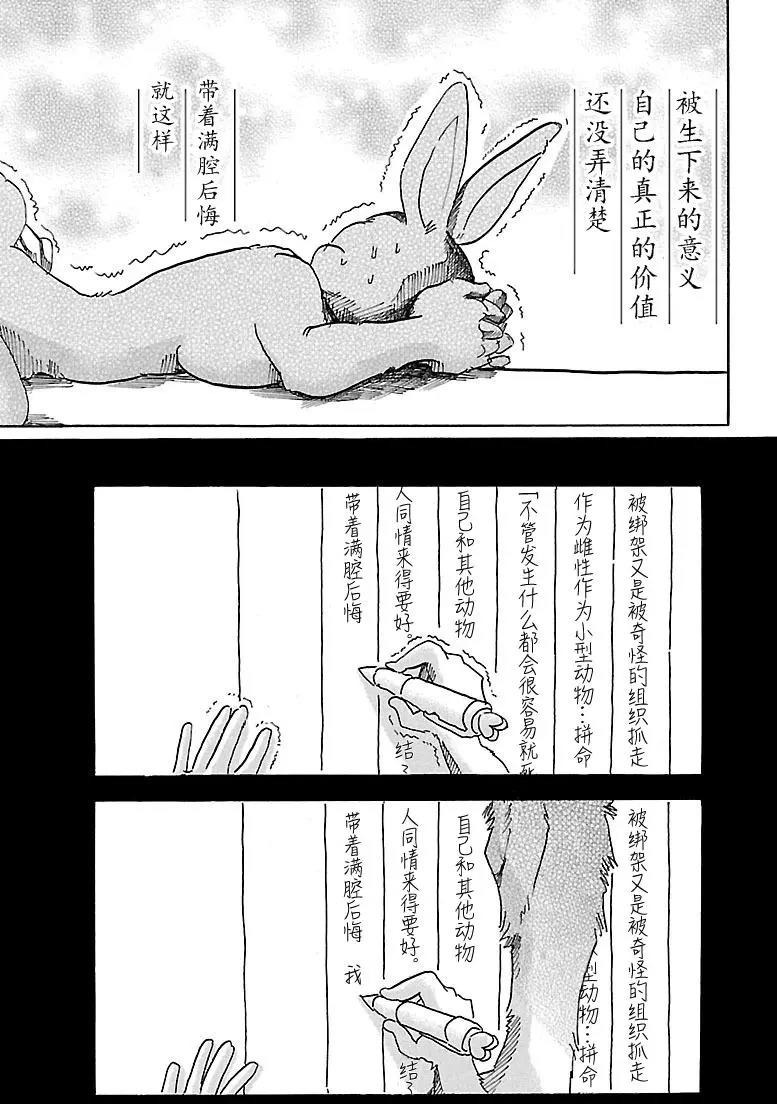 被生下来的意义
自己的真正的价值
还没弄清楚
带着满腔后悔
就这样
被绑架又是被奇怪的组织抓走
作为雌性作为小型动物…拼命
「不管发生什么都会很容易就死
自己和其他动物
人同情来得要好。
结
带着满腔后悔
被绑架又是被奇怪的组织抓走
型动物…拼命
自己和其他动物
人同情来得要好。
结
带着满腔后悔 我